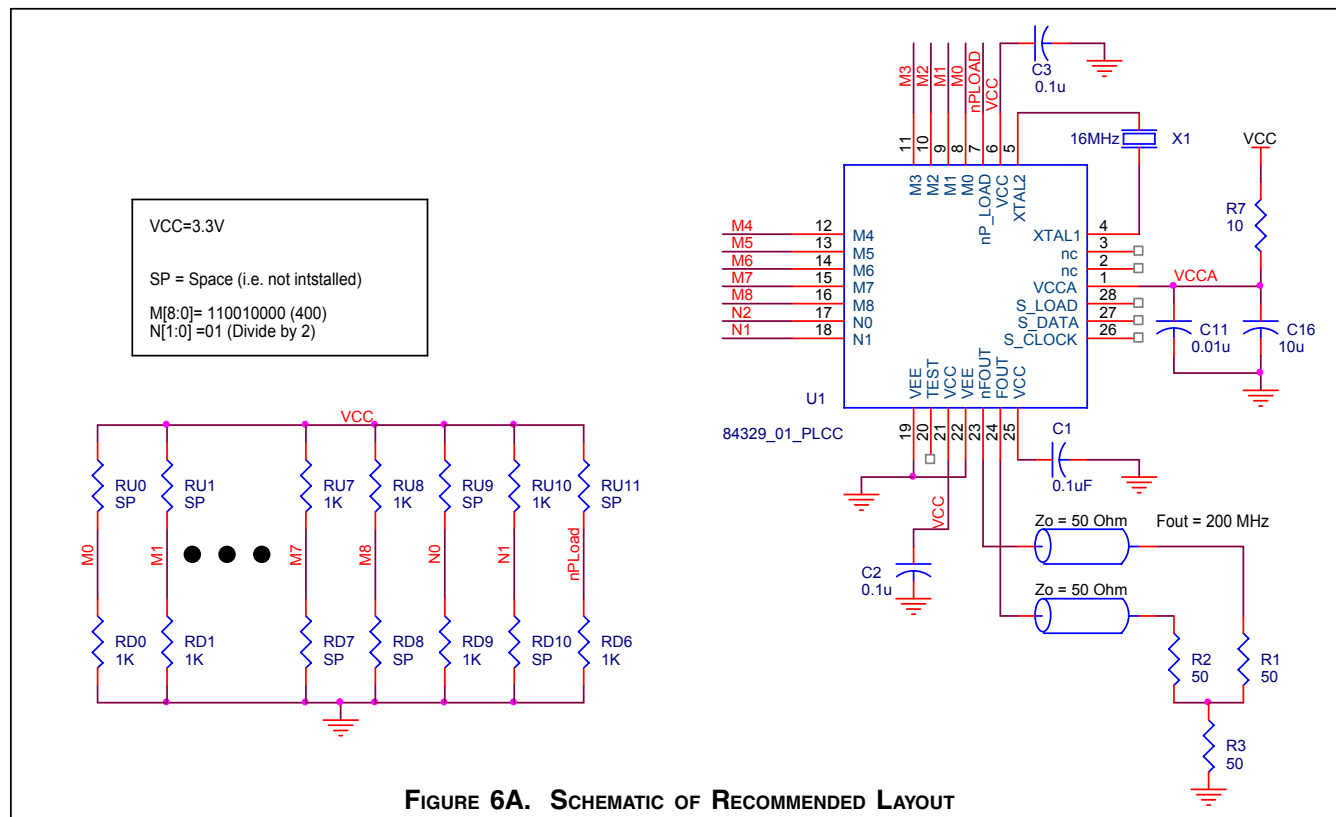 VCC=3.3V
SP = Space (i.e. not intstalled)
M[8:0]= 110010000 (400)
N[1:0] =01 (Divide by 2)
M3
M2
M1
M0
nPLOAD
VCC
C3
0.1u
11
10
9
8
7
6
5
M3
M2
M1
M0
nP_LOAD
VCC
XTAL2
16MHz
X1
VCC
R7
10
M4
M5
M6
M7
M8
N2
N1
12
13
14
15
16
17
18
M4
M5
M6
M7
M8
N0
N1
XTAL1
nc
nc
VCCA
S_LOAD
S_DATA
S_CLOCK
4
3
2
1
28
27
26
VCCA
C11
0.01u
C16
10u
VEE
TEST
VCC
VEE
nFOUT
FOUT
VCC
U1
84329_01_PLCC
19
20
21
22
23
24
25
C1
0.1uF
VCC
C2
0.1u
Zo = 50 Ohm
Fout = 200 MHz
Zo = 50 Ohm
R2
50
R1
50
R3
50
VCC
RU0
SP
RU1
SP
RU7
1K
RU8
1K
RU9
SP
RU10
1K
RU11
SP
M0
M1
M7
M8
N0
N1
nPLoad
RD0
1K
RD1
1K
RD7
SP
RD8
SP
RD9
1K
RD10
SP
RD6
1K
FIGURE 6A. SCHEMATIC OF RECOMMENDED LAYOUT